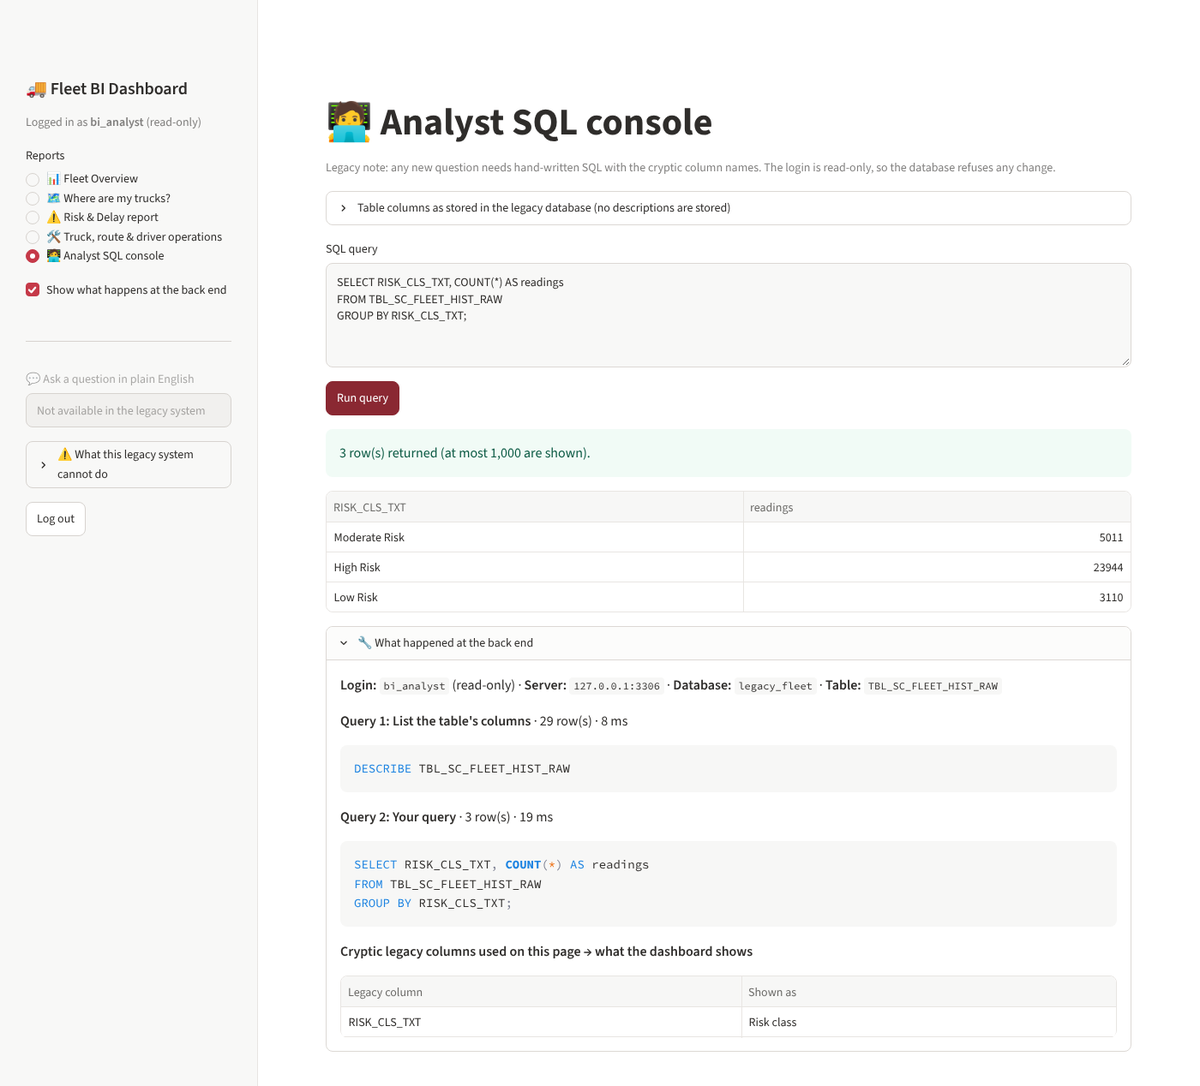 🚚 Fleet BI Dashboard
Logged in as bi_analyst (read-only)
Reports
📊 Fleet Overview
🗺️ Where are my trucks?
⚠️ Risk & Delay report
🛠️ Truck, route & driver operations
🧑‍💻 Analyst SQL console
Show what happens at the back end
💬 Ask a question in plain English
Not available in the legacy system
⚠️ What this legacy system
cannot do
Log out
🧑‍💻 Analyst SQL console
Legacy note: any new question needs hand-written SQL with the cryptic column names. The login is read-only, so the database refuses any change.
Table columns as stored in the legacy database (no descriptions are stored)
SQL query
SELECT RISK_CLS_TXT, COUNT(*) AS readings
FROM TBL_SC_FLEET_HIST_RAW
GROUP BY RISK_CLS_TXT;
Run query
3 row(s) returned (at most 1,000 are shown).
RISK_CLS_TXT readings
Moderate Risk 5011
High Risk 23944
Low Risk 3110
🔧 What happened at the back end
Login: bi_analyst (read-only) · Server: 127.0.0.1:3306 · Database: legacy_fleet · Table: TBL_SC_FLEET_HIST_RAW
Query 1: List the table's columns · 29 row(s) · 8 ms
DESCRIBE TBL_SC_FLEET_HIST_RAW
Query 2: Your query · 3 row(s) · 19 ms
SELECT RISK_CLS_TXT, COUNT(*) AS readings
FROM TBL_SC_FLEET_HIST_RAW
GROUP BY RISK_CLS_TXT;
Cryptic legacy columns used on this page → what the dashboard shows
Legacy column Shown as
RISK_CLS_TXT Risk class